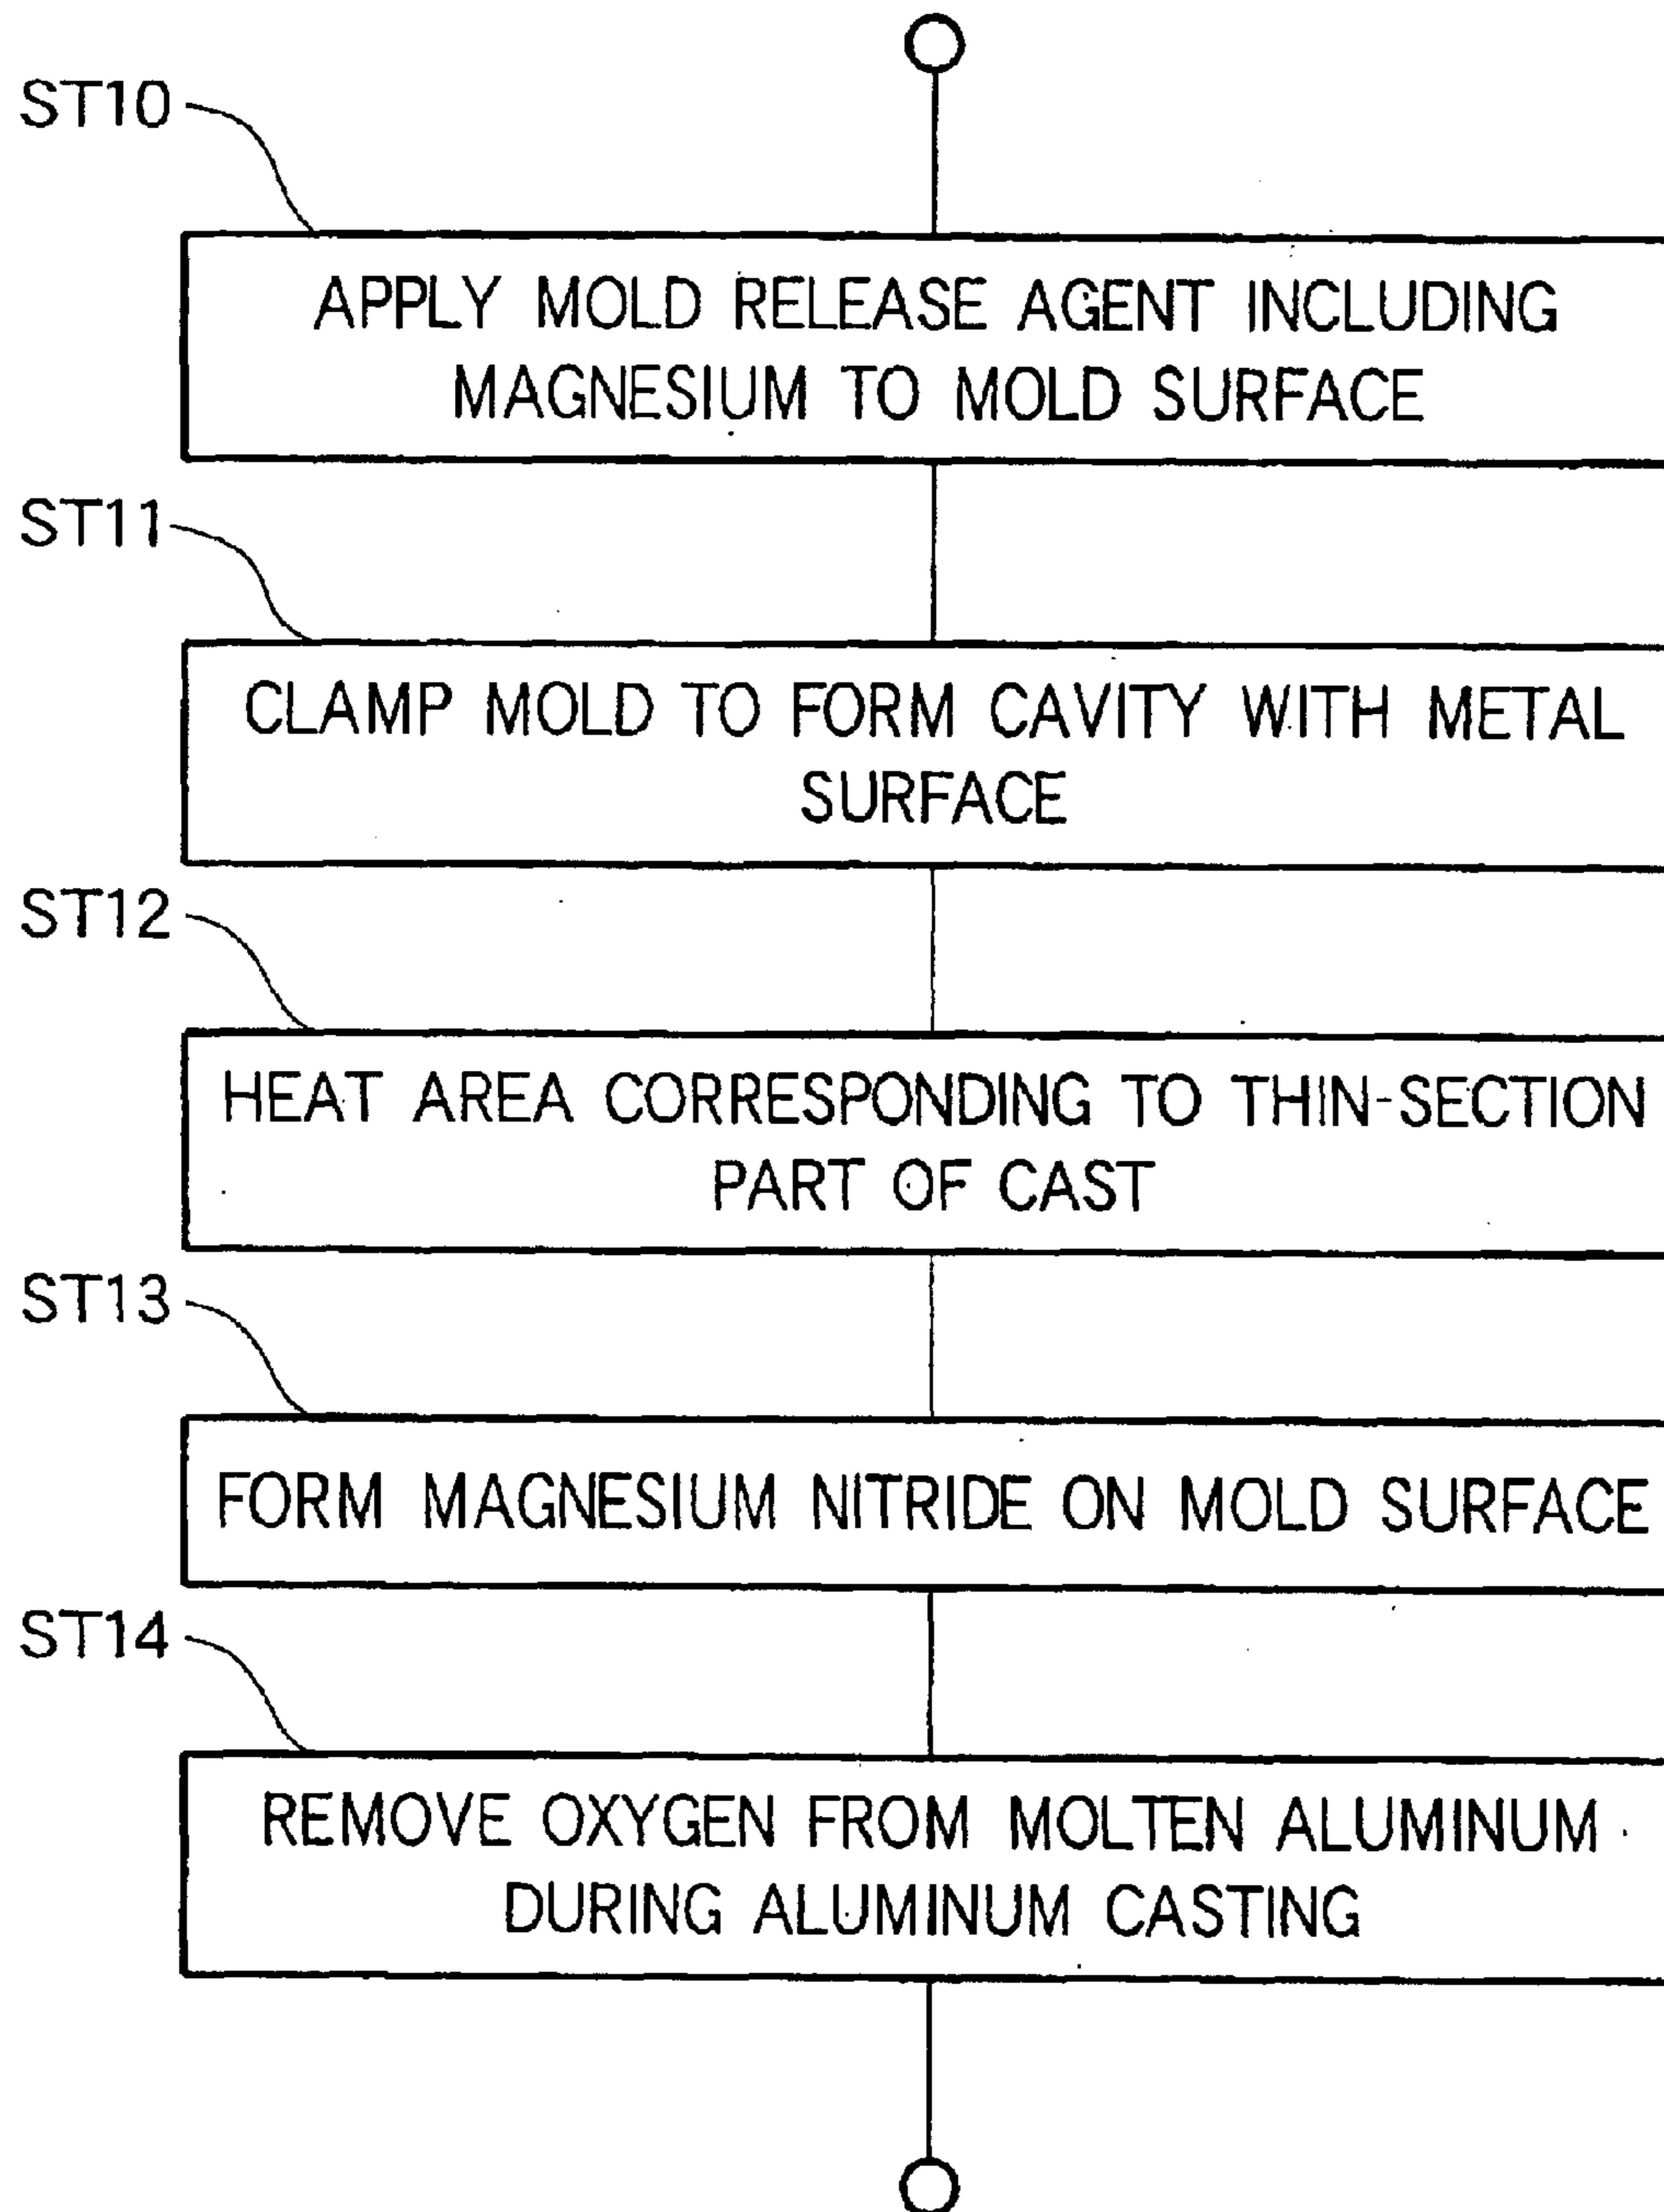 ST10
APPLY MOLD RELEASE AGENT INCLUDING
MAGNESIUM TO MOLD SURFACE
ST11
CLAMP MOLD TO FORM CAVITY WITH METAL
SURFACE
ST12
HEAT AREA CORRESPONDING TO THIN-SECTION
PART OF CAST
ST13
FORM MAGNESIUM NITRIDE ON MOLD SURFACE
ST14
REMOVE OXYGEN FROM MOLTEN ALUMINUM
DURING ALUMINUM CASTING